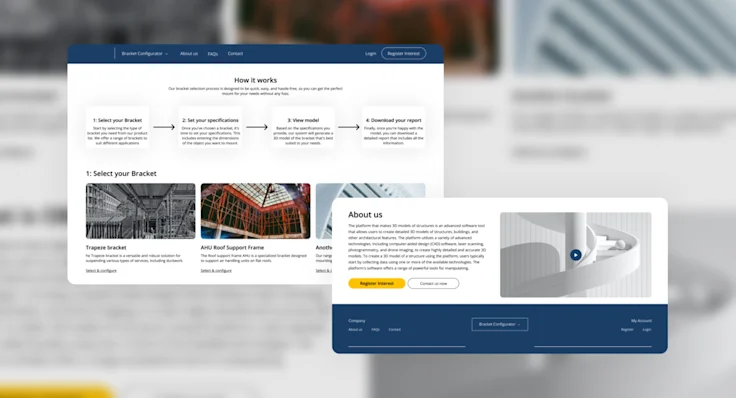 Bracket Configurator
About us
FAQs
Contact
Login
Register Interest
How it works
Our bracket selection process is designed to be quick, easy, and hassle-free, so you can get the perfect
mount for your needs without any fuss.
1: Select your Bracket
Start by selecting the type of
bracket you need from our product
list. We offer a range of brackets to
suit different applications
2: Set your specifications
Once you've chosen a bracket, it's
time to set your specifications. This
includes entering the dimensions
of the object you want to mount.
3: View model
Based on the specifications you
provide, our system will generate a
3D model of the bracket that's best
suited to your needs.
4: Download your report
Finally, once you're happy with the
model, you can download a
detailed report that includes all the
information.
1: Select your Bracket
Trapeze bracket
he Trapeze bracket is a versatile and robust solution for
suspending various types of services, including ductwork.
Select & configure
AHU Roof Support Frame
The Roof support frame AHU is a specialized bracket designed
to support air handling units on flat roofs.
Select & configure
Anoth
The Roo
mounting
Select &
About us
The platform that makes 3D models of structures is an advanced software tool
that allows users to create detailed 3D models of structures, buildings, and
other architectural features. The platform utilizes a variety of advanced
technologies, including computer-aided design (CAD) software, laser scanning,
photogrammetry, and drone imaging, to create highly detailed and accurate 3D
models. To create a 3D model of a structure using the platform, users typically
start by collecting data using one or more of the available technologies. The
platform's software offers a range of powerful tools for manipulating,
Register Interest
Contact us now
Company
About us
FAQs
Contact
Bracket Configurator
My Account
Register
Login